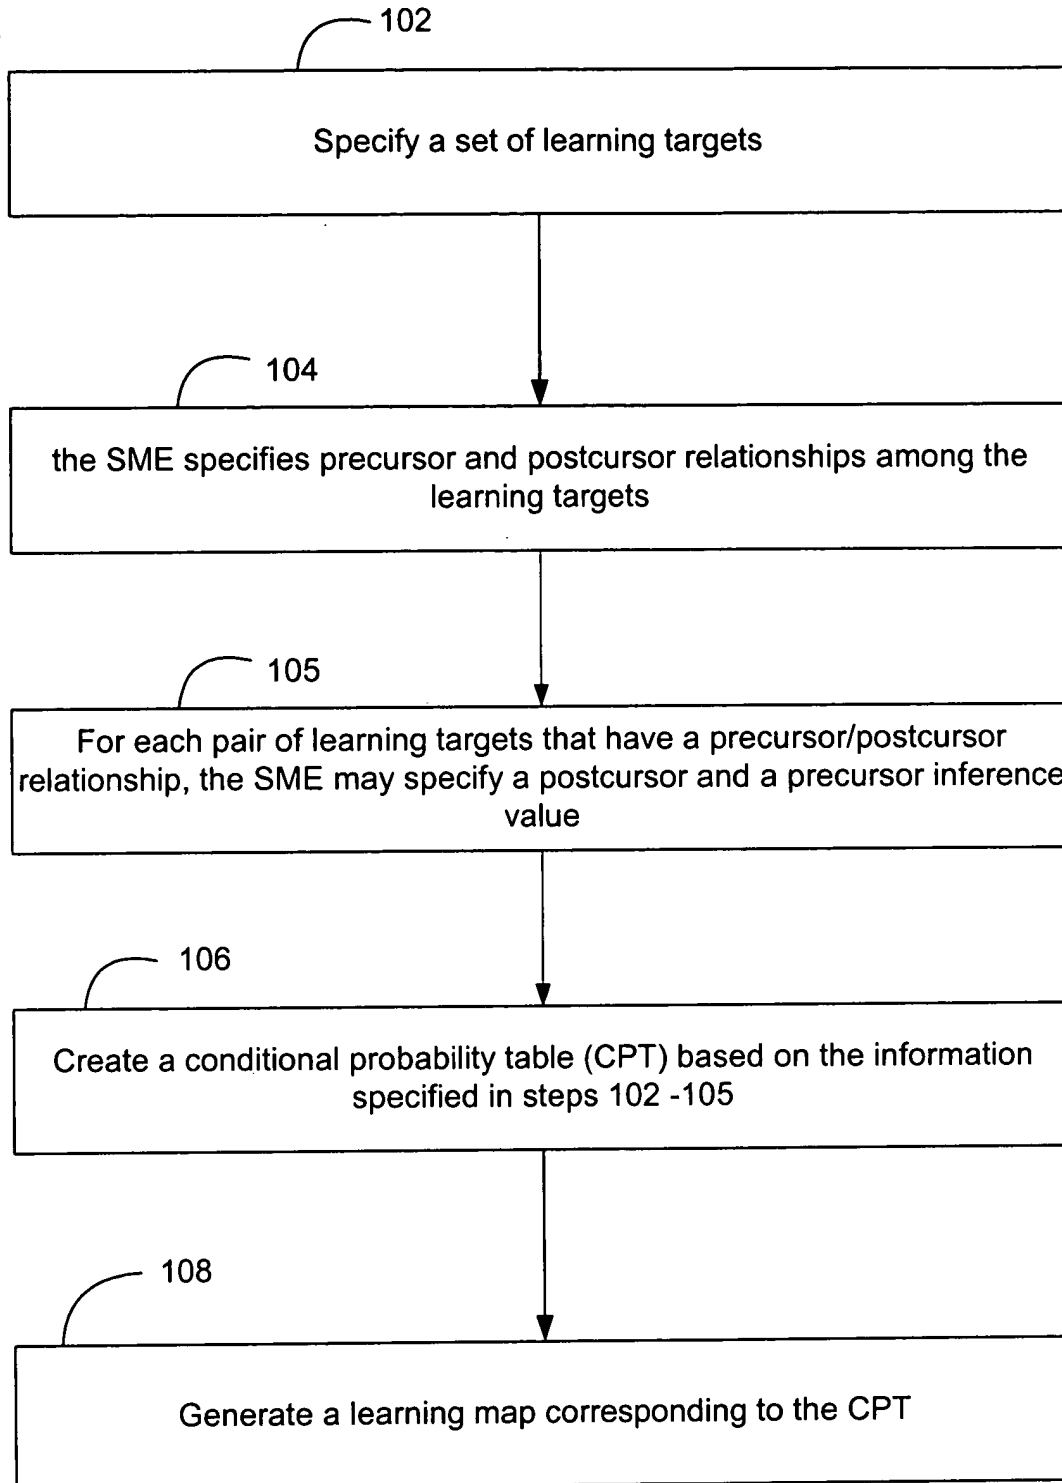 102
Specify a set of learning targets
104
the SME specifies precursor and postcursor relationships among the
learning targets
105
For each pair of learning targets that have a precursor/postcursor
relationship, the SME may specify a postcursor and a precursor inference
value
106
Create a conditional probability table (CPT) based on the information
specified in steps 102 -105
108
Generate a learning map corresponding to the CPT